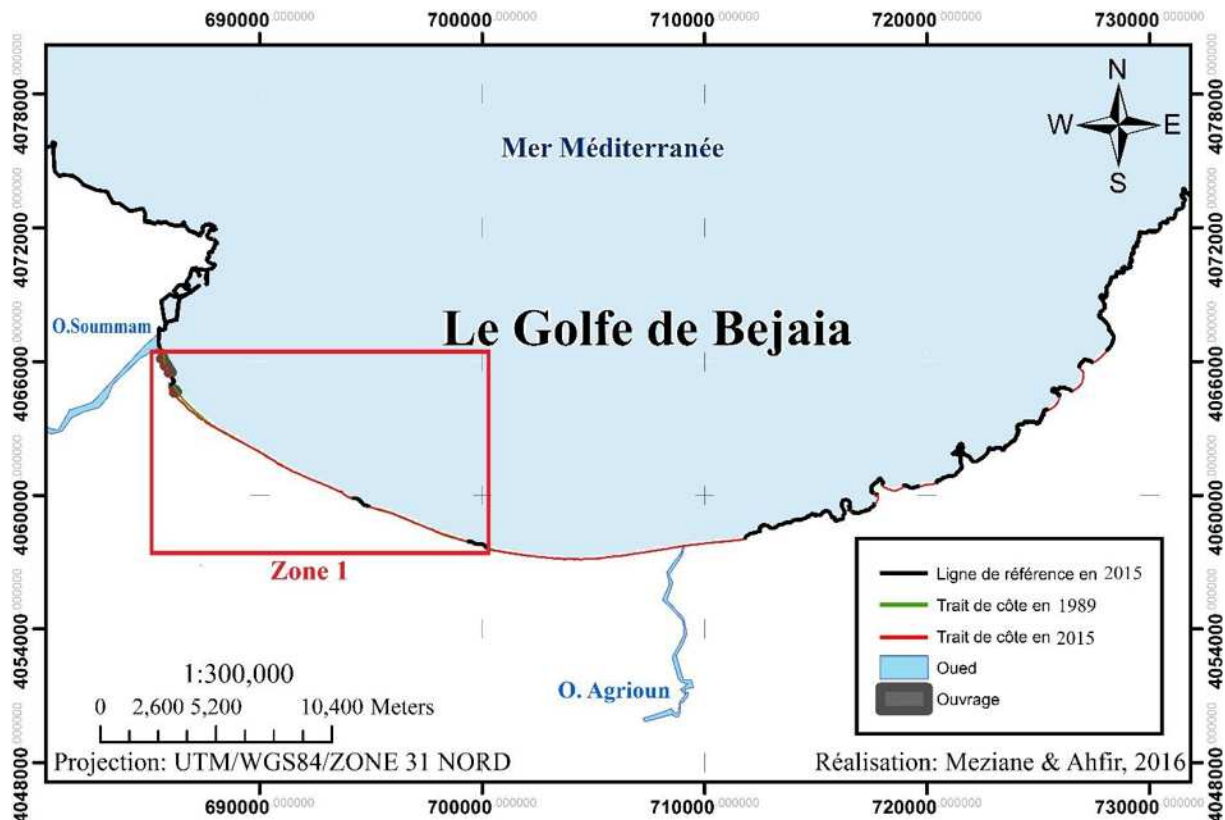 690000.000000 700000.000000 710000.000000 720000.000000 730000.000000
4078000.000000
4078000.000000
N
W E
S
Mer Méditerranée
4072000.000000
4072000.000000
O.Soummam
Le Golfe de Bejaia
4066000.000000
4066000.000000
4060000.000000
4060000.000000
Zone 1
Ligne de référence en 2015
Trait de côte en 1989
Trait de côte en 2015
Oued
Ouvrage
4054000.000000
4054000.000000
1:300,000
O. Agrioun
0 2,600 5,200 10,400 Meters
Projection: UTM/WGS84/ZONE 31 NORD
Réalisation: Meziane & Ahfir, 2016
4048000.000000
4048000.000000
690000.000000 700000.000000 710000.000000 720000.000000 730000.000000